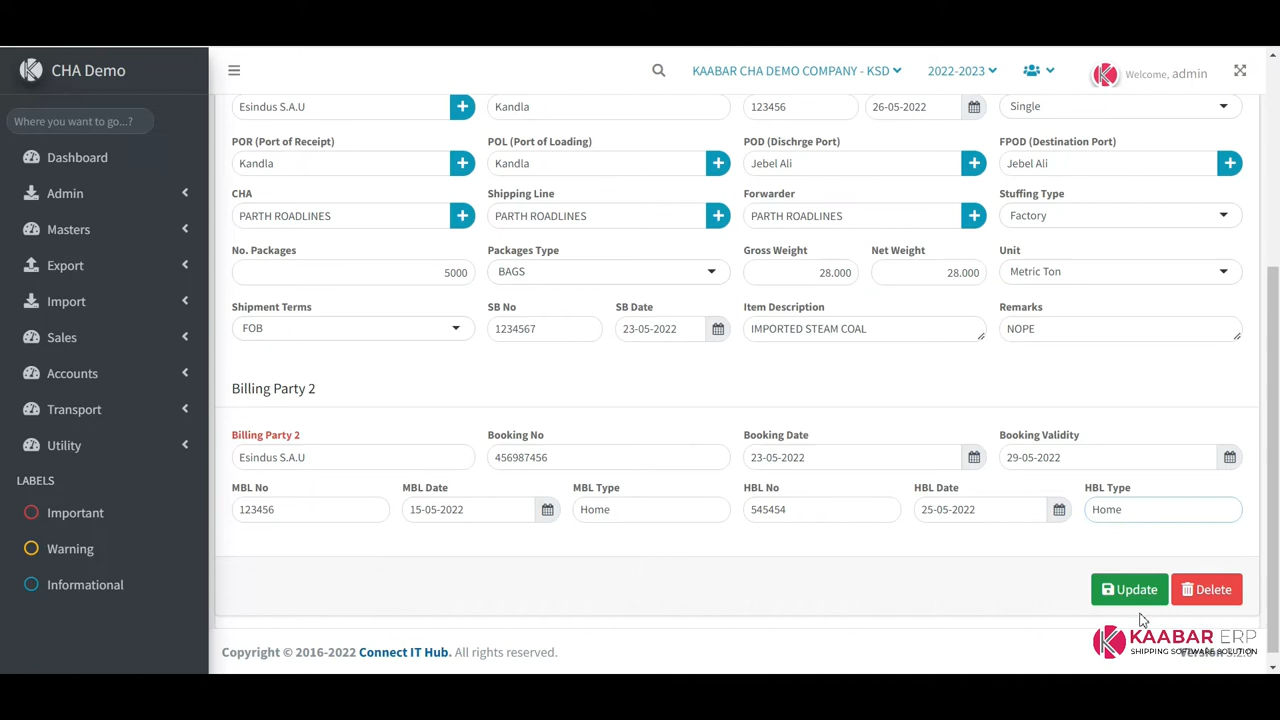 CHA Demo
KAABAR CHA DEMO COMPANY - KSD
2022-2023
Welcome, admin
Where you want to go...?
Dashboard
Admin
Masters
Export
Import
Sales
Accounts
Transport
Utility
LABELS
Important
Warning
Informational
Esindus S.A.U
Kandla
123456
26-05-2022
Single
POR (Port of Receipt)
POL (Port of Loading)
POD (Dischrge Port)
FPOD (Destination Port)
Kandla
Kandla
Jebel Ali
Jebel Ali
CHA
Shipping Line
Forwarder
Stuffing Type
PARTH ROADLINES
PARTH ROADLINES
PARTH ROADLINES
Factory
No. Packages
Packages Type
Gross Weight
Net Weight
Unit
5000
BAGS
28.000
28.000
Metric Ton
Shipment Terms
SB No
SB Date
Item Description
Remarks
FOB
1234567
23-05-2022
IMPORTED STEAM COAL
NOPE
Billing Party 2
Billing Party 2
Booking No
Booking Date
Booking Validity
Esindus S.A.U
456987456
23-05-2022
29-05-2022
MBL No
MBL Date
MBL Type
HBL No
HBL Date
HBL Type
123456
15-05-2022
Home
545454
25-05-2022
Home
Update
Delete
Copyright © 2016-2022 Connect IT Hub. All rights reserved.
KAABAR ERP
SHIPPING SOFTWARE SOLUTION